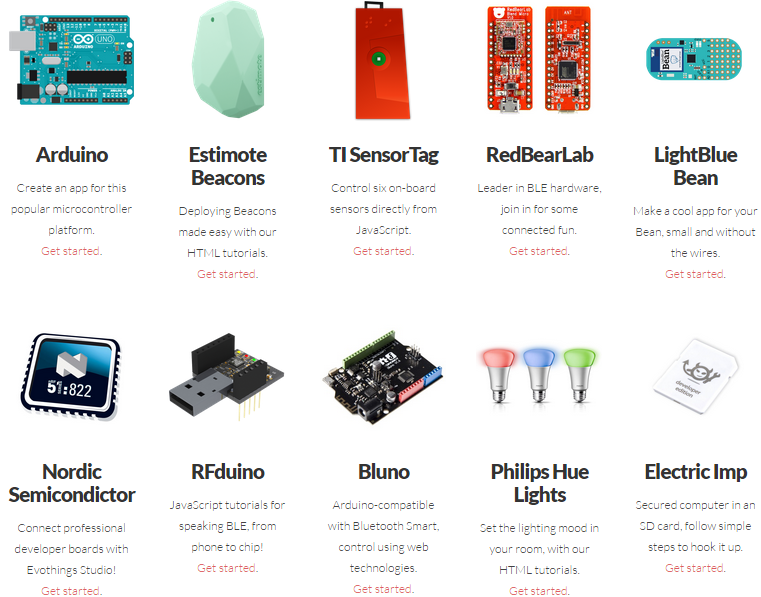 UNO
ARDUINO
RedBearLab
Blend Micro
ANT
Bean
Arduino
Estimote
Beacons
TI SensorTag
RedBearLab
LightBlue
Bean
Create an app for this
popular microcontroller
platform.
Get started.
Deploying Beacons
made easy with our
HTML tutorials.
Get started.
Control six on-board
sensors directly from
JavaScript.
Get started.
Leader in BLE hardware,
join in for some
connected fun.
Get started.
Make a cool app for your
Bean, small and without
the wires.
Get started.
N
:822
developer
edition
Nordic
Semicondictor
RFduino
Bluno
Philips Hue
Lights
Electric Imp
Connect professional
developer boards with
Evothings Studio!
Get started.
JavaScript tutorials for
speaking BLE, from
phone to chip!
Get started.
Arduino-compatible
with Bluetooth Smart,
control using web
technologies.
Get started.
Set the lighting mood in
your room, with our
HTML tutorials.
Get started.
Secured computer in an
SD card, follow simple
steps to hook it up.
Get started.